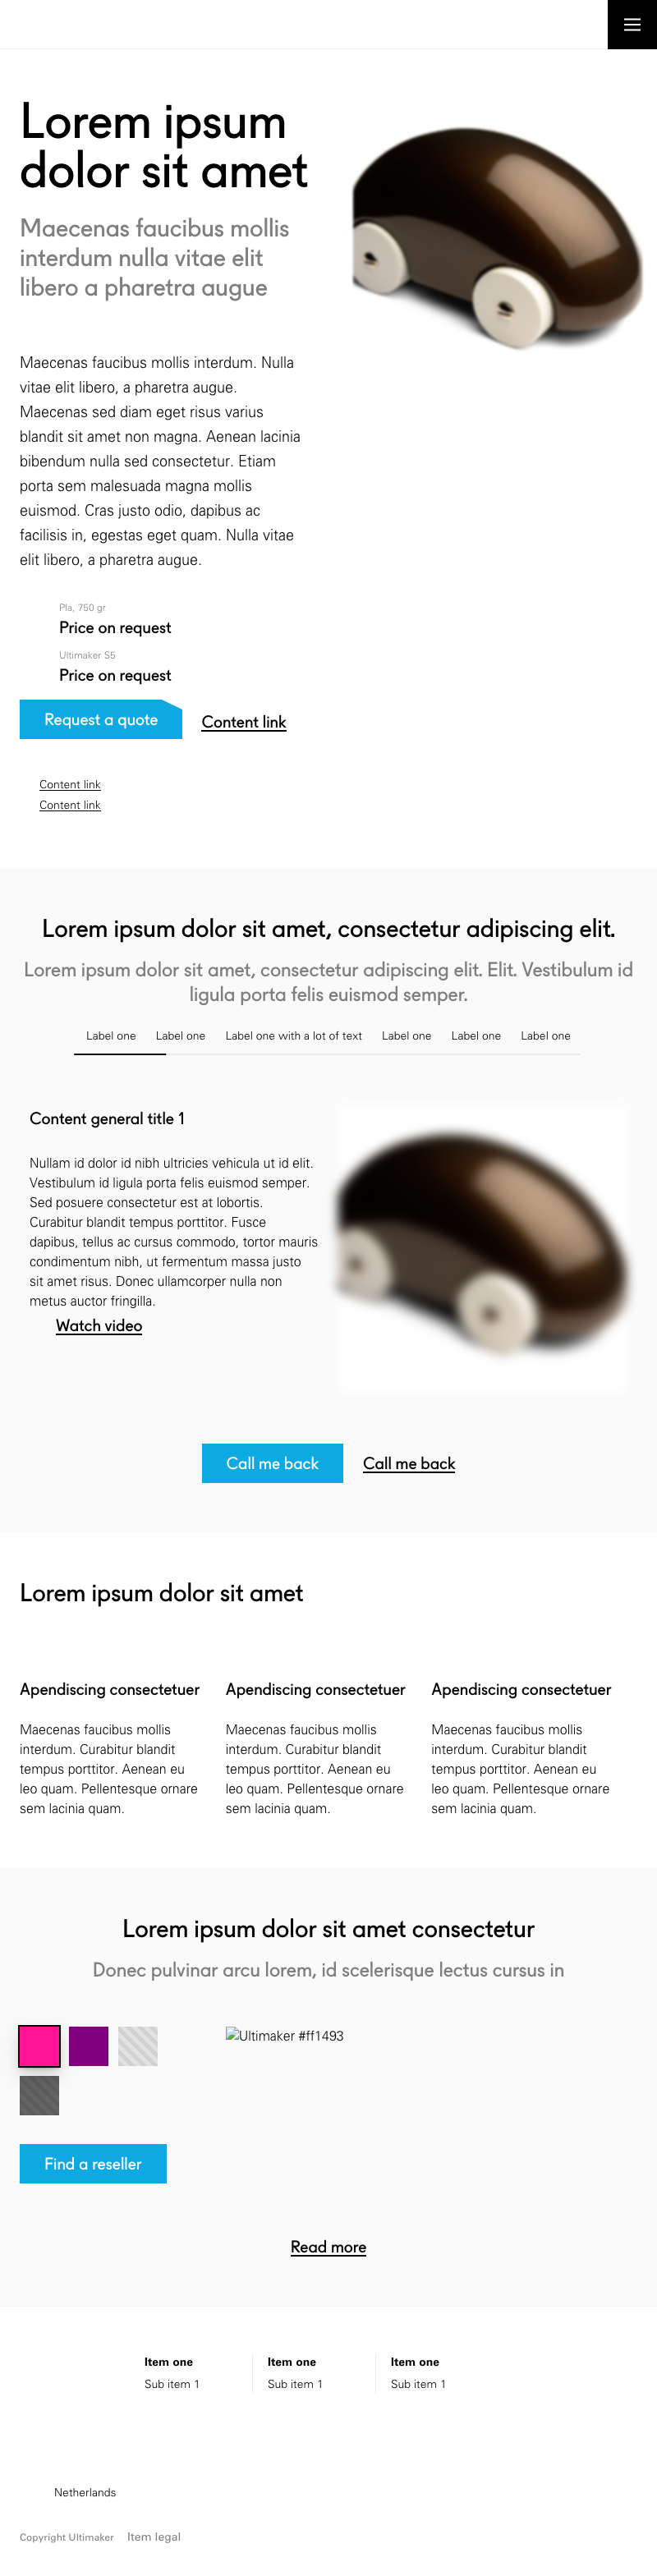 Lorem ipsum
dolor sit amet
Maecenas faucibus mollis
interdum nulla vitae elit
libero a pharetra augue
Maecenas faucibus mollis interdum. Nulla
vitae elit libero, a pharetra augue.
Maecenas sed diam eget risus varius
blandit sit amet non magna. Aenean lacinia
bibendum nulla sed consectetur. Etiam
porta sem malesuada magna mollis
euismod. Cras justo odio, dapibus ac
facilisis in, egestas eget quam. Nulla vitae
elit libero, a pharetra augue.
Pla, 750 gr
Price on request
Ultimaker S5
Price on request
Request a quote Content link
Content link
Content link
Lorem ipsum dolor sit amet, consectetur adipiscing elit.
Lorem ipsum dolor sit amet, consectetur adipiscing elit. Elit. Vestibulum id
ligula porta felis euismod semper.
Label one Label one Label one with a lot of text Label one Label one Label one
Content general title 1
Nullam id dolor id nibh ultricies vehicula ut id elit.
Vestibulum id ligula porta felis euismod semper.
Sed posuere consectetur est at lobortis.
Curabitur blandit tempus porttitor. Fusce
dapibus, tellus ac cursus commodo, tortor mauris
condimentum nibh, ut fermentum massa justo
sit amet risus. Donec ullamcorper nulla non
metus auctor fringilla.
Watch video
Call me back Call me back
Lorem ipsum dolor sit amet
Apendiscing consectetuer
Maecenas faucibus mollis
interdum. Curabitur blandit
tempus porttitor. Aenean eu
leo quam. Pellentesque ornare
sem lacinia quam.
Apendiscing consectetuer
Maecenas faucibus mollis
interdum. Curabitur blandit
tempus porttitor. Aenean eu
leo quam. Pellentesque ornare
sem lacinia quam.
Apendiscing consectetuer
Maecenas faucibus mollis
interdum. Curabitur blandit
tempus porttitor. Aenean eu
leo quam. Pellentesque ornare
sem lacinia quam.
Lorem ipsum dolor sit amet consectetur
Donec pulvinar arcu lorem, id scelerisque lectus cursus in
Ultimaker #ff1493
Find a reseller
Read more
Item one
Sub item 1
Item one
Sub item 1
Item one
Sub item 1
Netherlands
Copyright Ultimaker Item legal